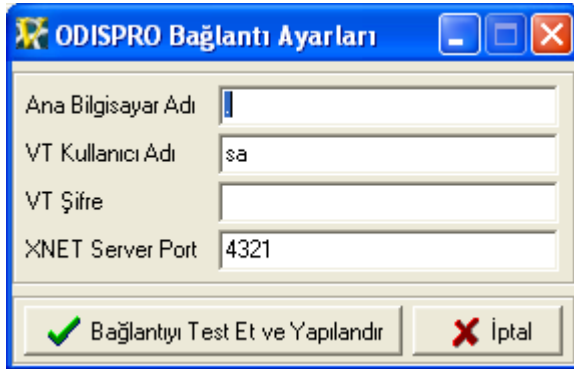 ODISPRO Bağlantı Ayarları
Ana Bilgisayar Adı .
VT Kullanıcı Adı sa
VT Şifre
XNET Server Port 4321
Bağlantıyı Test Et ve Yapılandır İptal